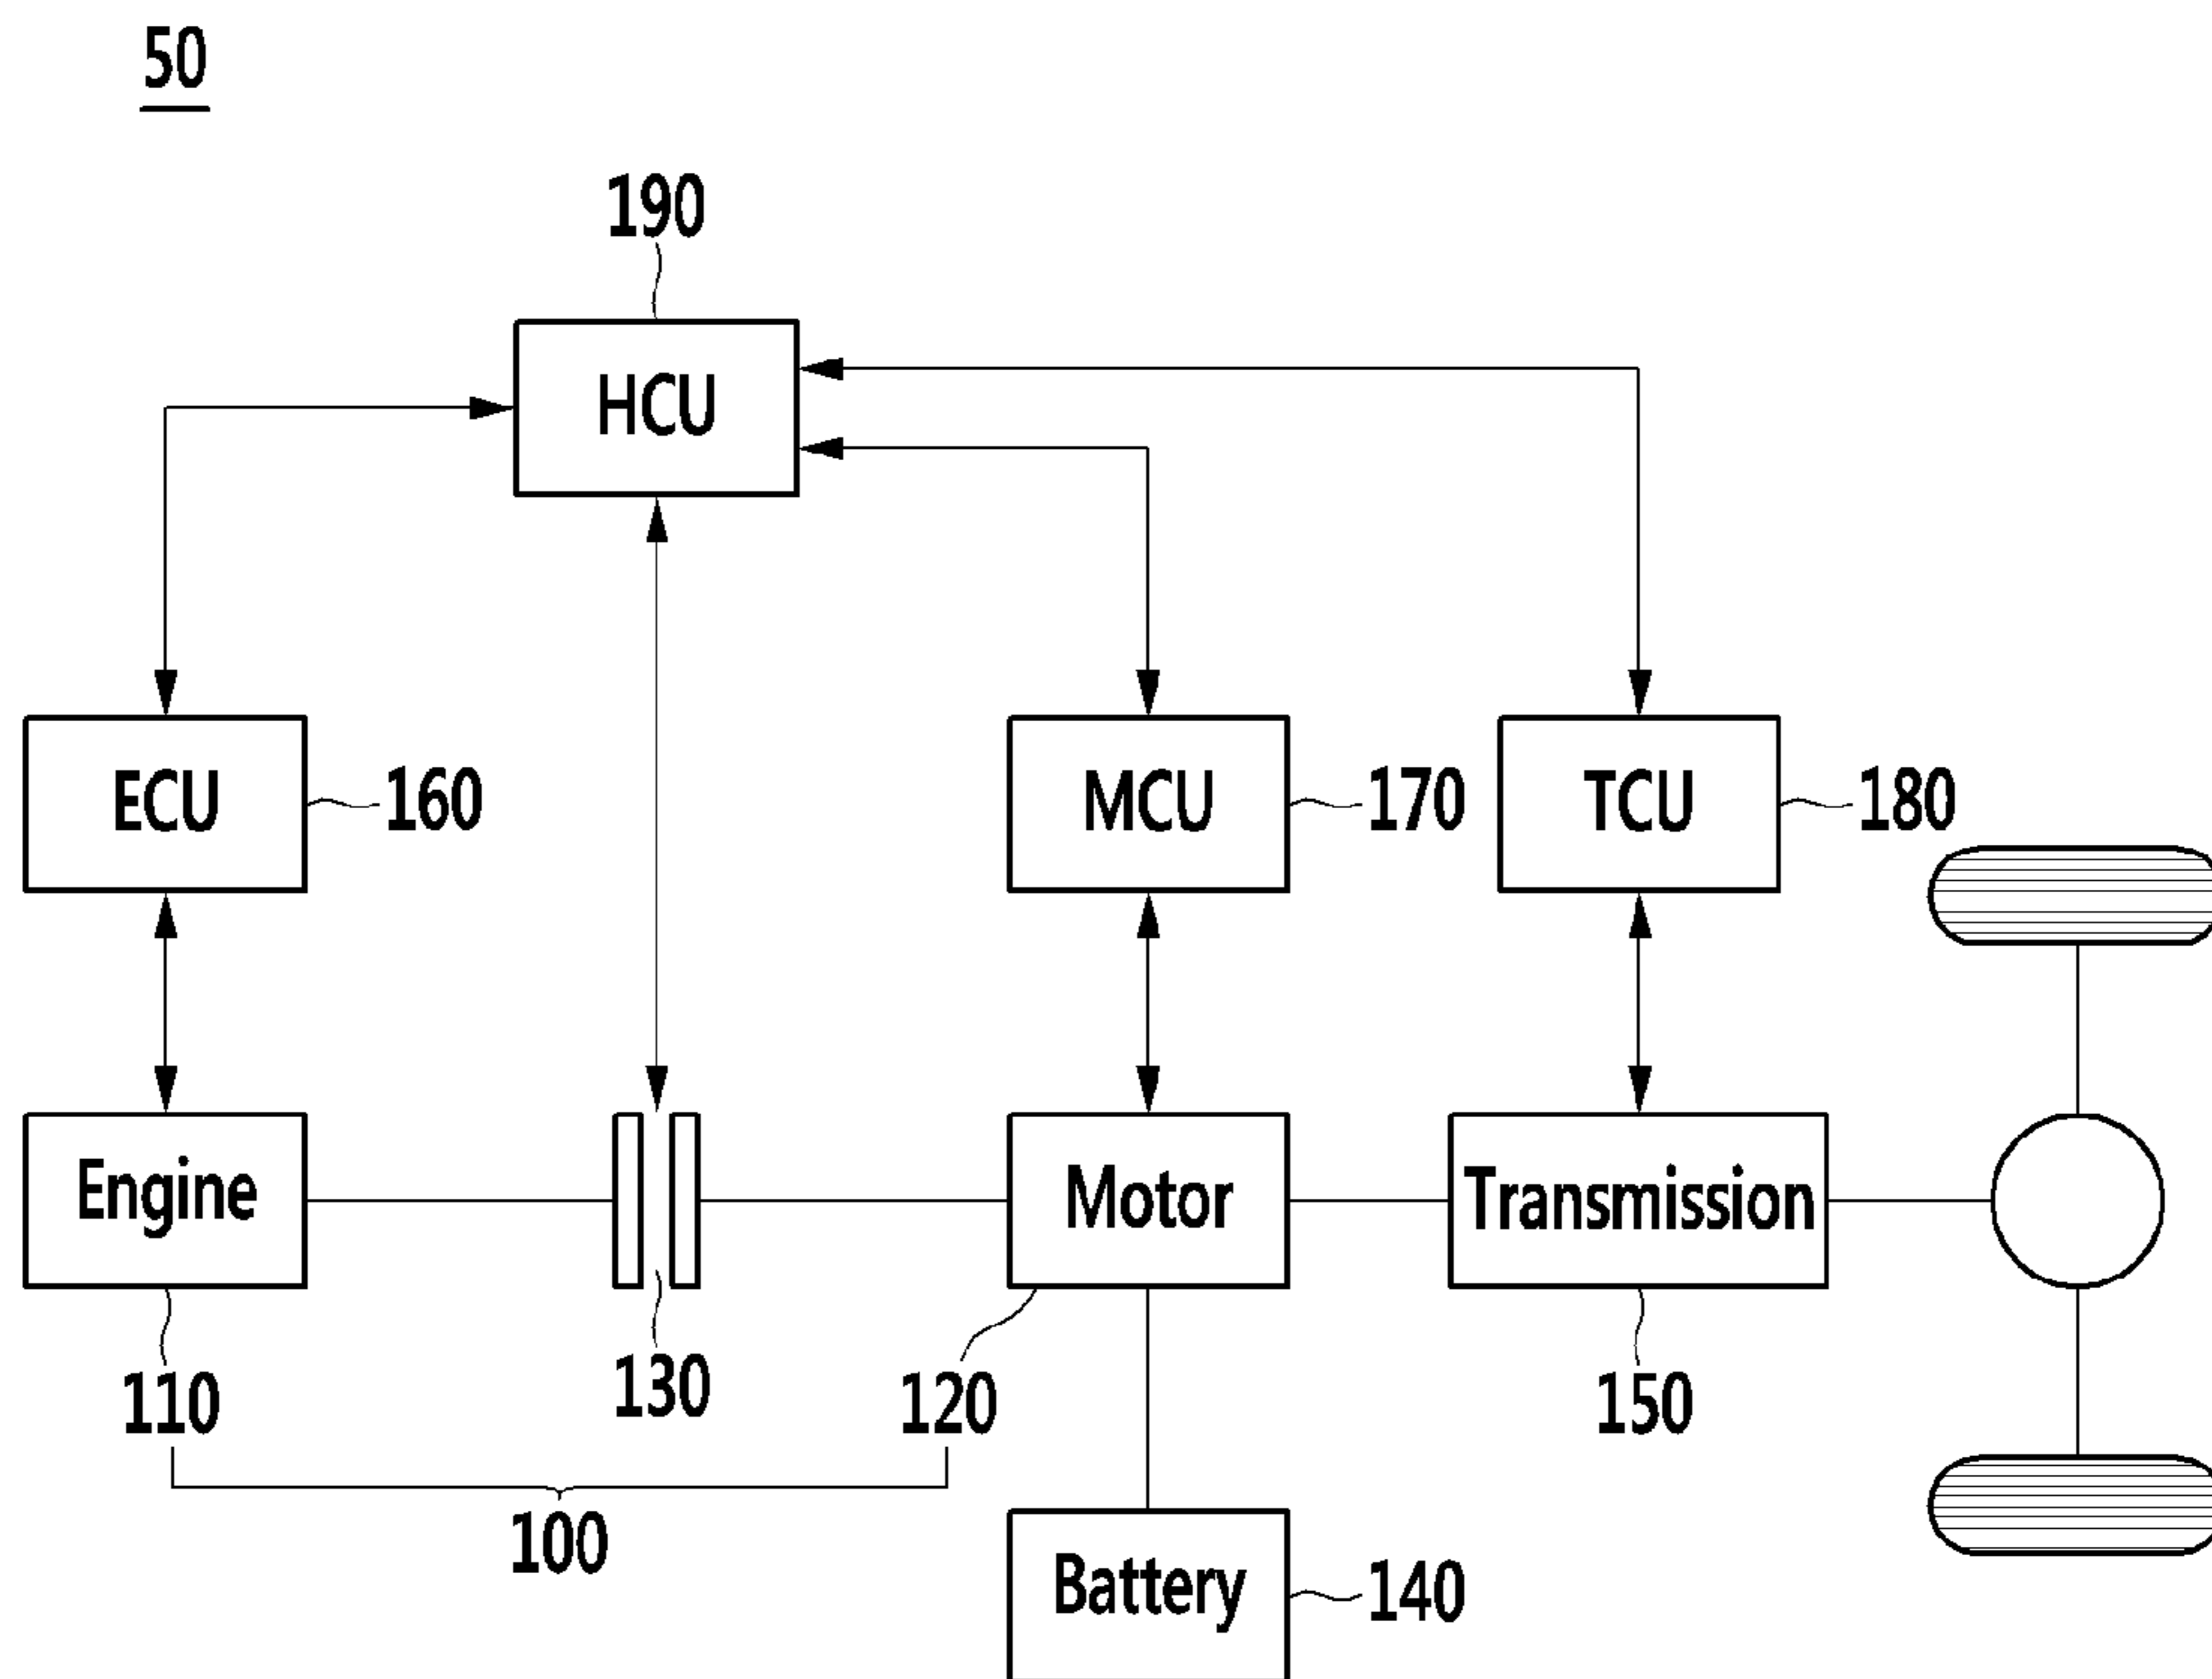 50
190
HCU
ECU
160
MCU
170
TCU
180
Engine
Motor
Transmission
110
130
120
150
100
Battery
140